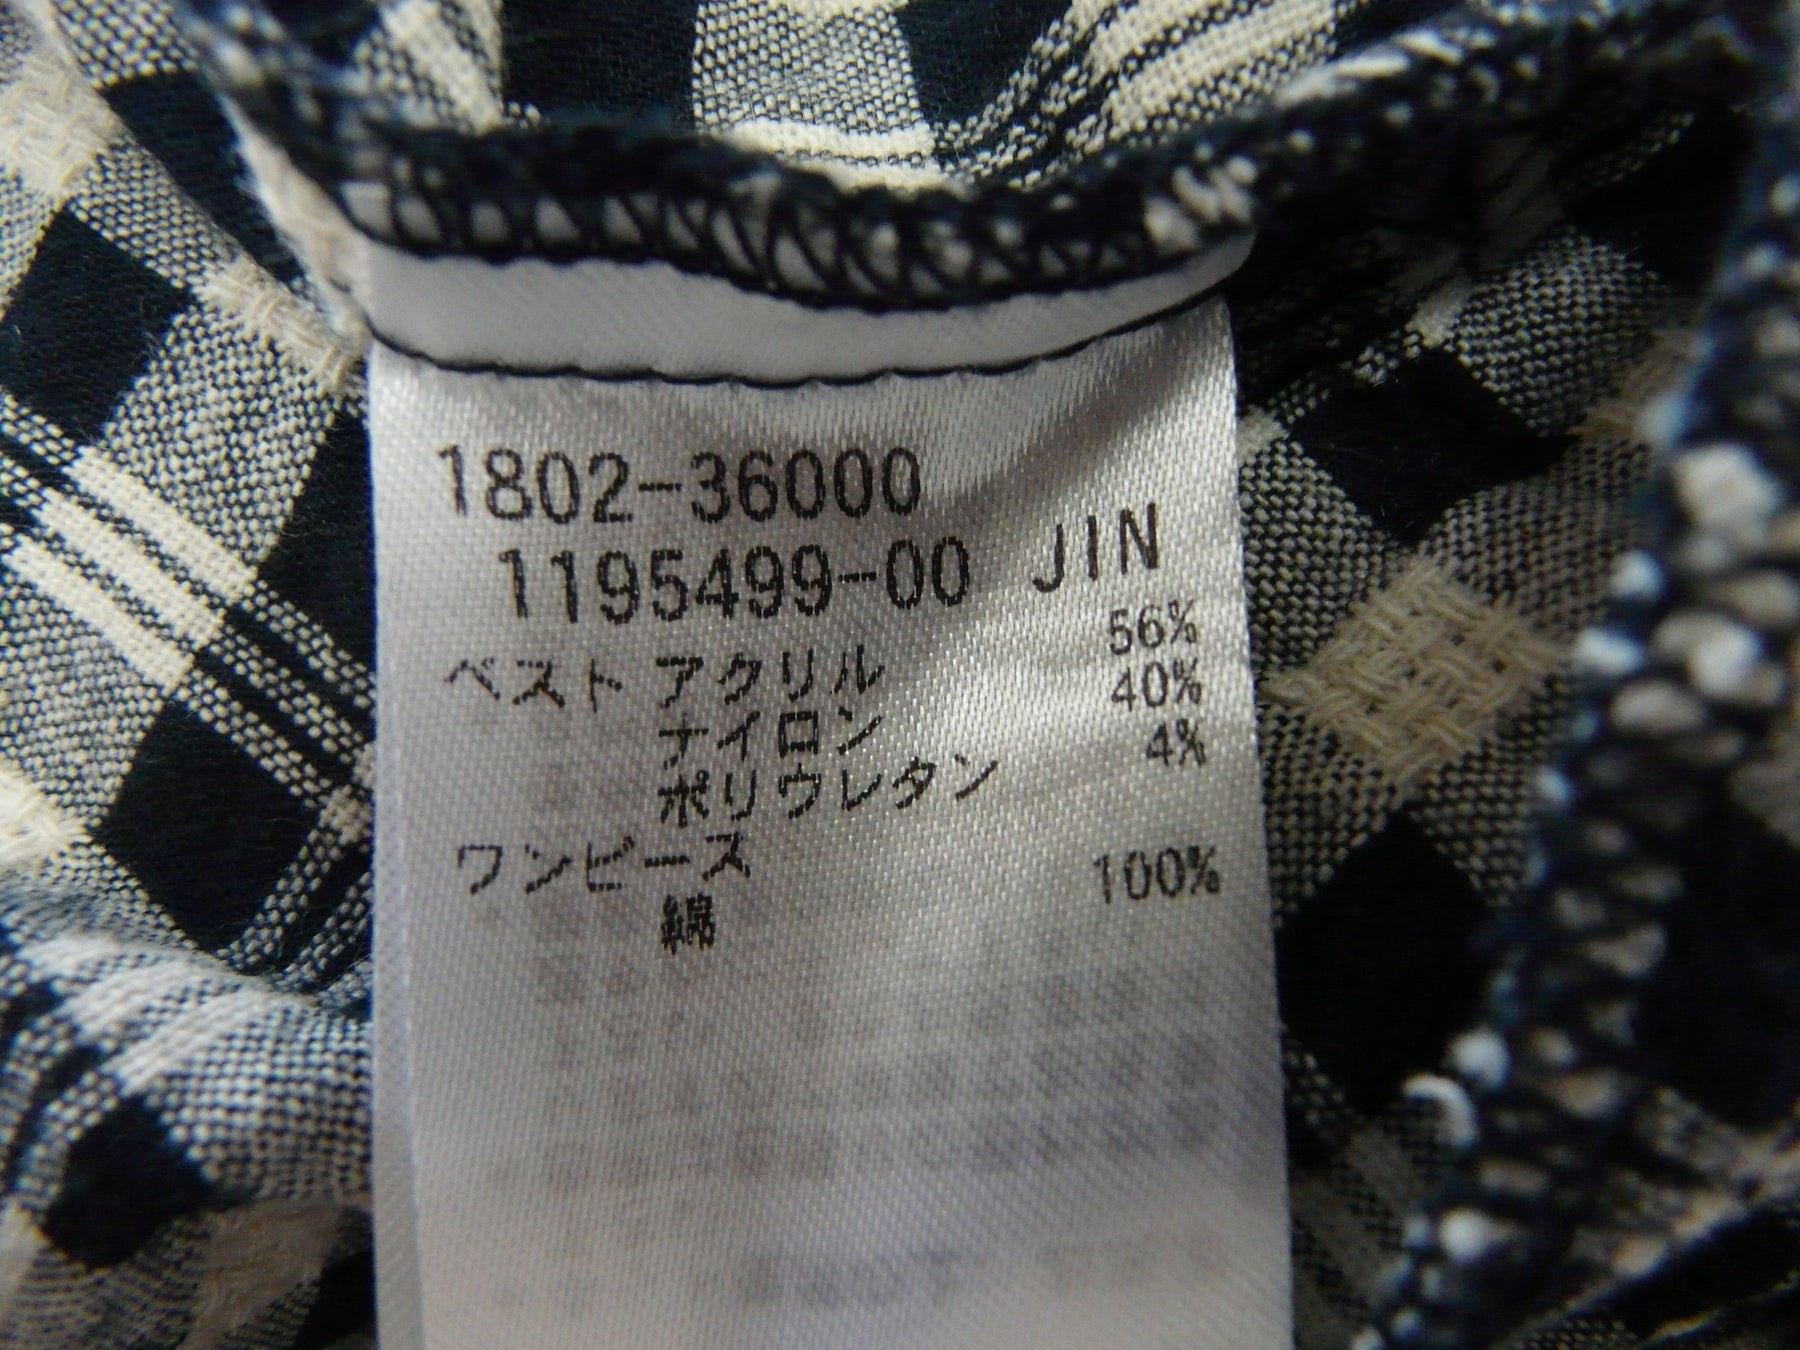 1802-36000
1195499-00 JIN
ベスト アクリル 56%
ナイロン 40%
ポリウレタン 4%
ワンピース
綿 100%